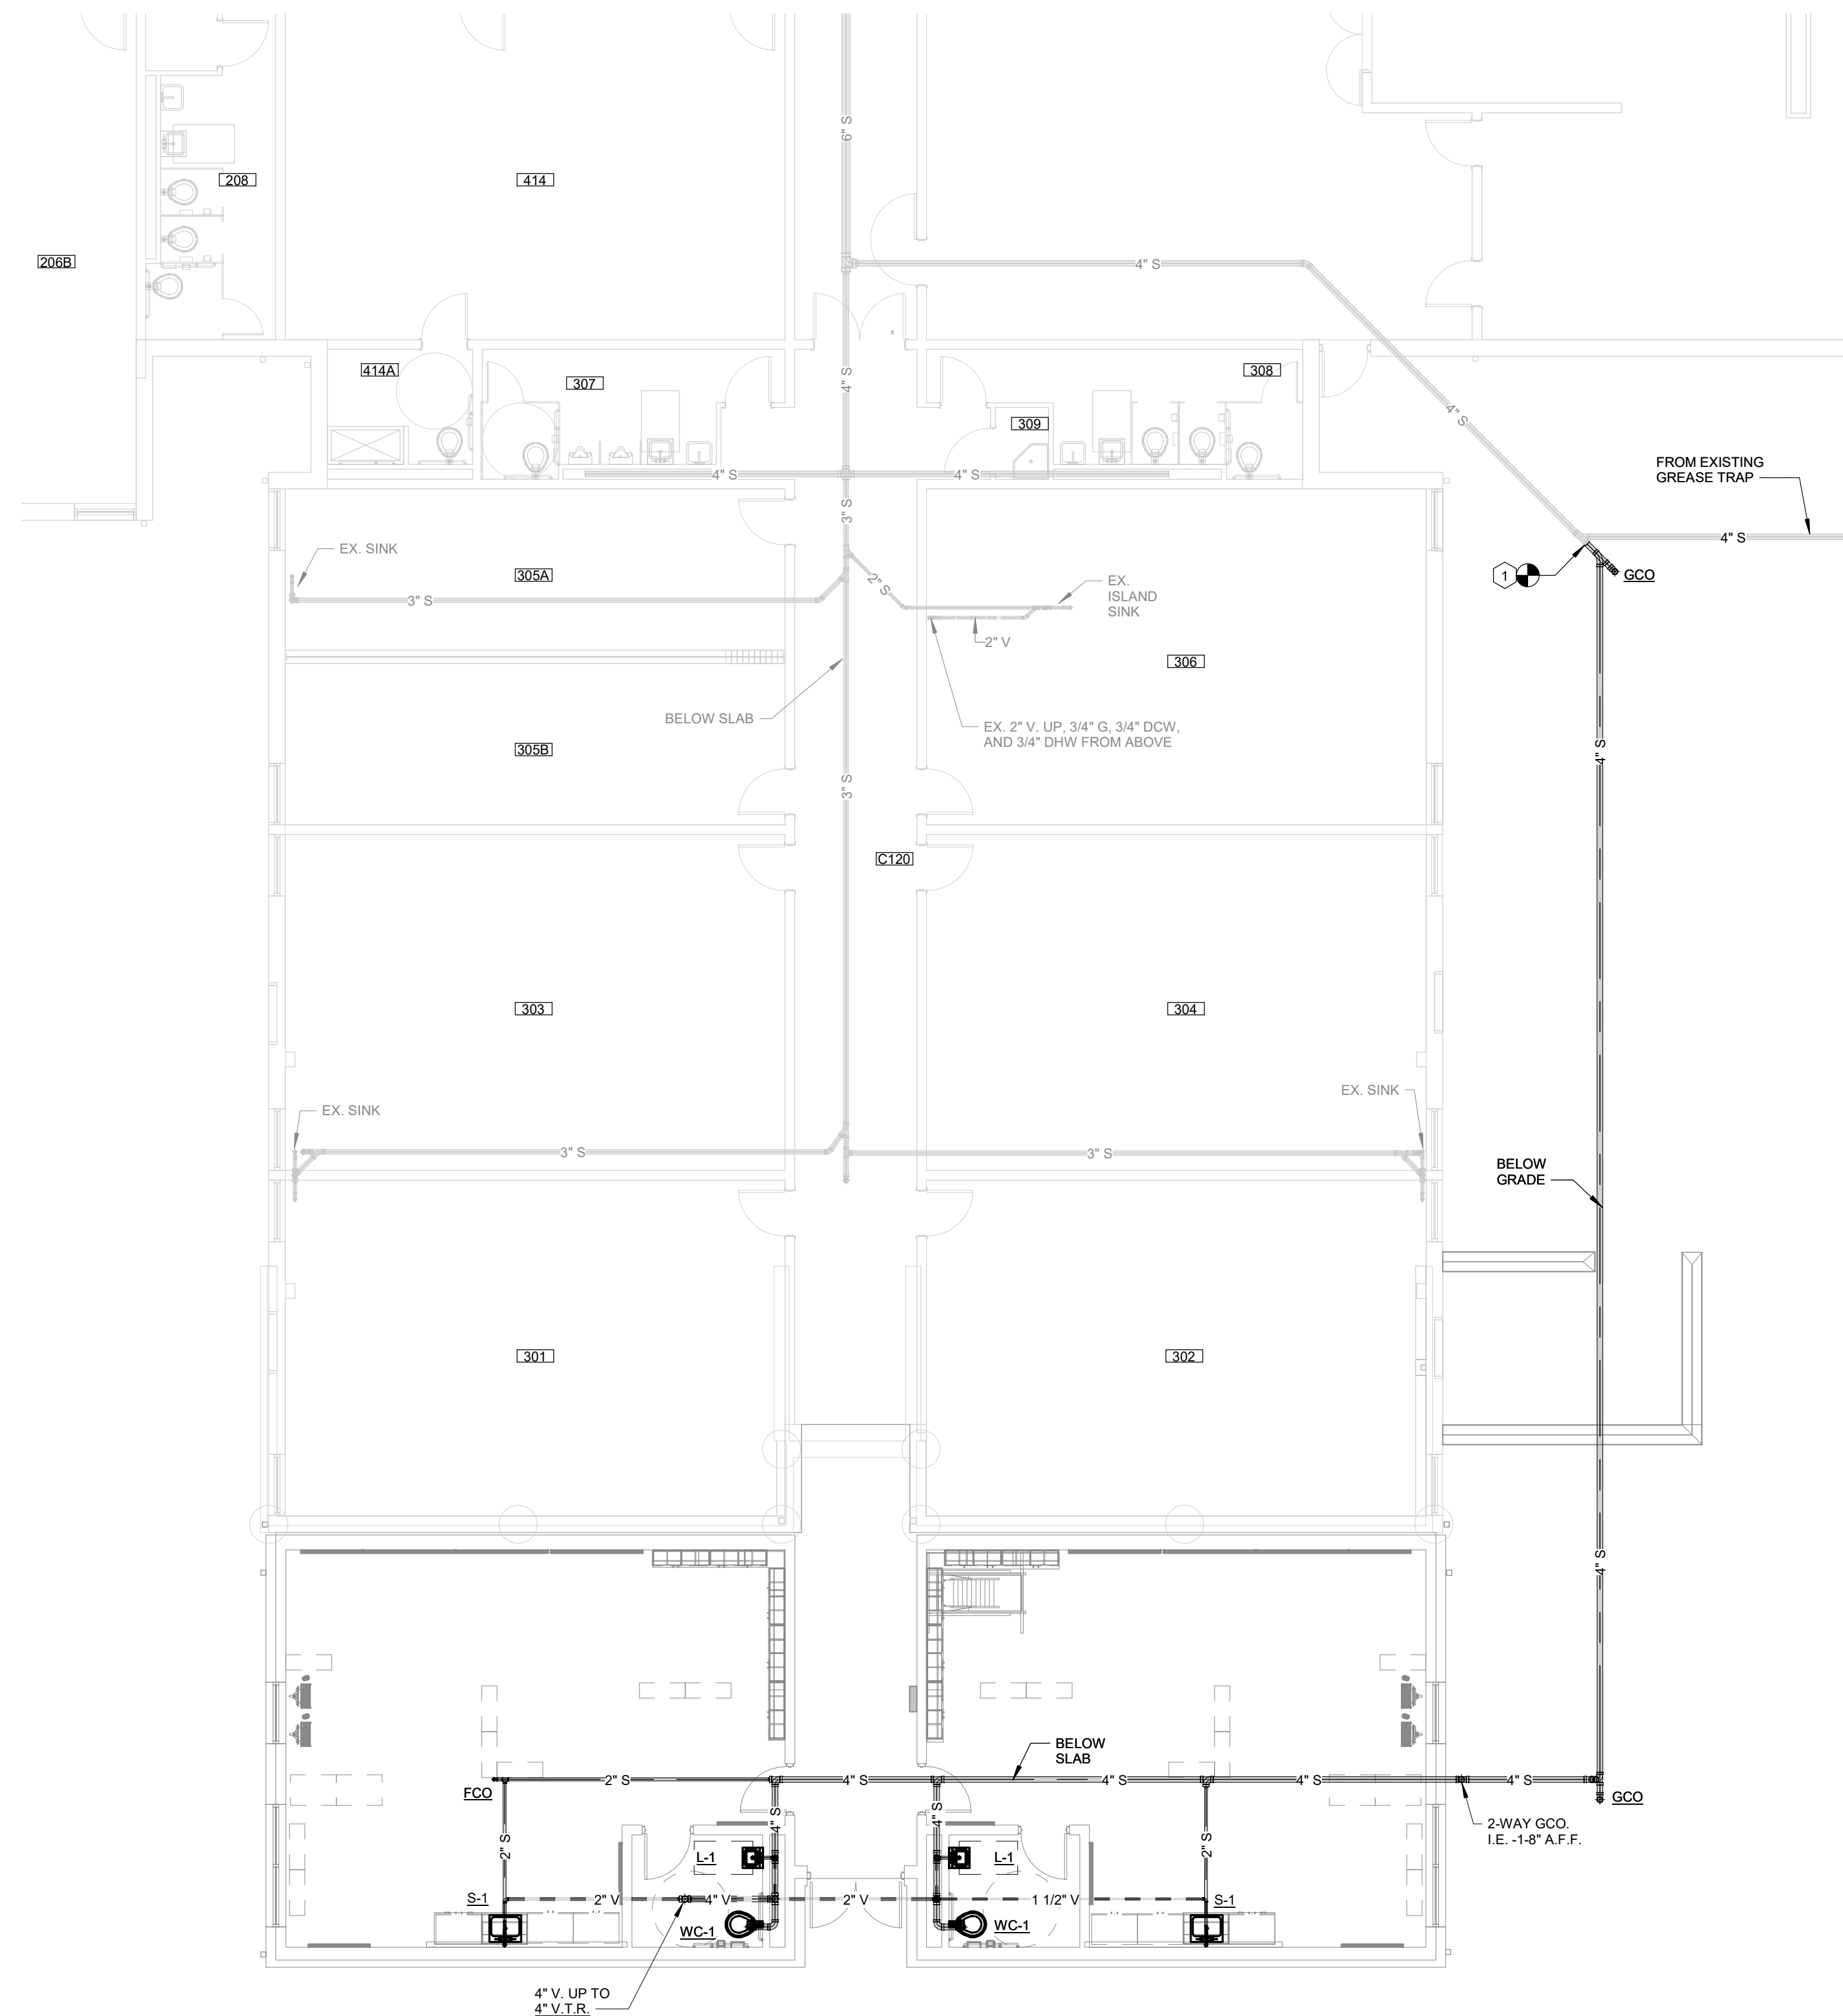 6" S
208
414
206B
4" S
414A
307
4" S
308
309
4" S
4" S
4" S
FROM EXISTING
GREASE TRAP
3" S
4" S
EX. SINK
305A
3" S
2" S
EX.
ISLAND
SINK
2" V
1
GCO
306
BELOW SLAB
EX. 2" V. UP, 3/4" G, 3/4" DCW,
AND 3/4" DHW FROM ABOVE
305B
4" S
3" S
C120
303
304
EX. SINK
EX. SINK
3" S
3" S
BELOW
GRADE
301
302
4" S
BELOW
SLAB
FCO
2" S
4" S
4" S
4" S
4" S
GCO
2-WAY GCO.
I.E. -1-8" A.F.F.
2" S
4" S
4" S
2" S
L-1
L-1
S-1
2" V
4" V
2" V
1 1/2" V
S-1
WC-1
WC-1
4" V. UP TO
4" V.T.R.